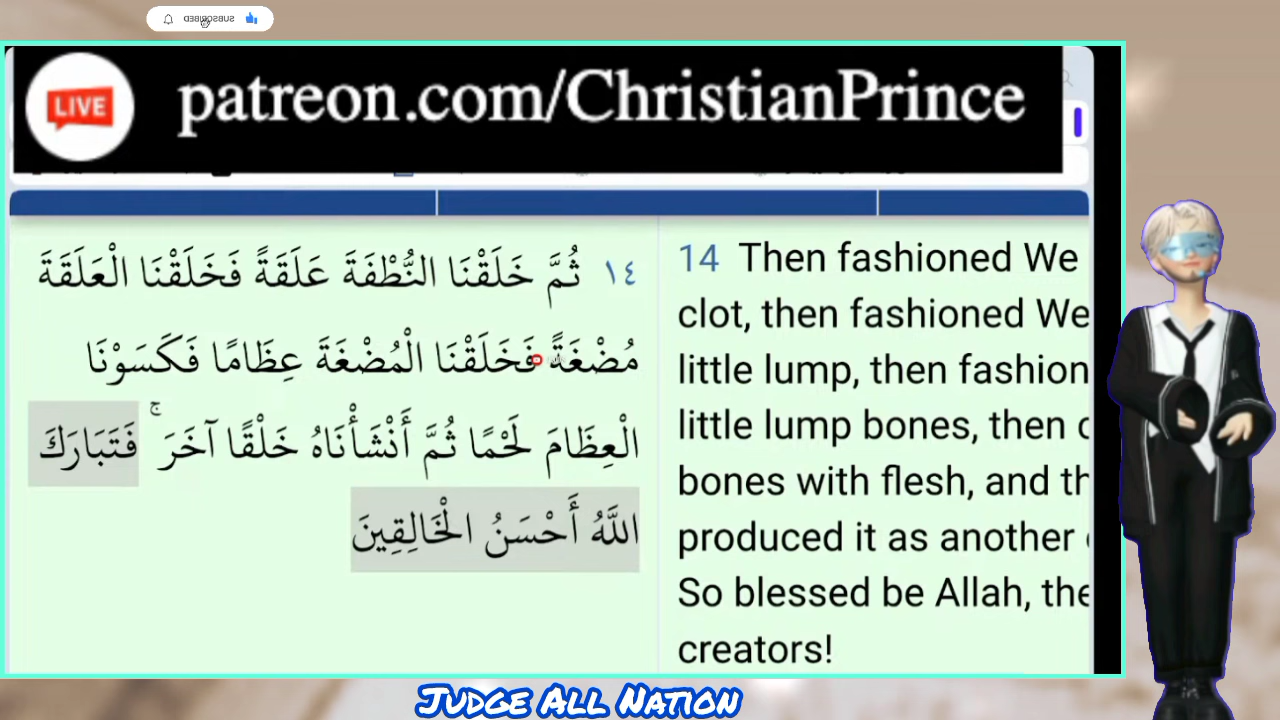 SUBSCRIBED
LIVE
patreon.com/ChristianPrince
١٤ ثُمَّ خَلَقْنَا النُّطْفَةَ عَلَقَةً فَخَلَقْنَا الْعَلَقَةَ
مُضْغَةً فَخَلَقْنَا الْمُضْغَةَ عِظَامًا فَكَسَوْنَا
الْعِظَامَ لَحْمًا ثُمَّ أَنْشَأْنَاهُ خَلْقًا آخَرَ ۚ فَتَبَارَكَ
اللَّهُ أَحْسَنُ الْخَالِقِينَ
14 Then fashioned We
clot, then fashioned We
little lump, then fashion
little lump bones, then
bones with flesh, and th
produced it as another
So blessed be Allah, the
creators!
JUDGE ALL NATION